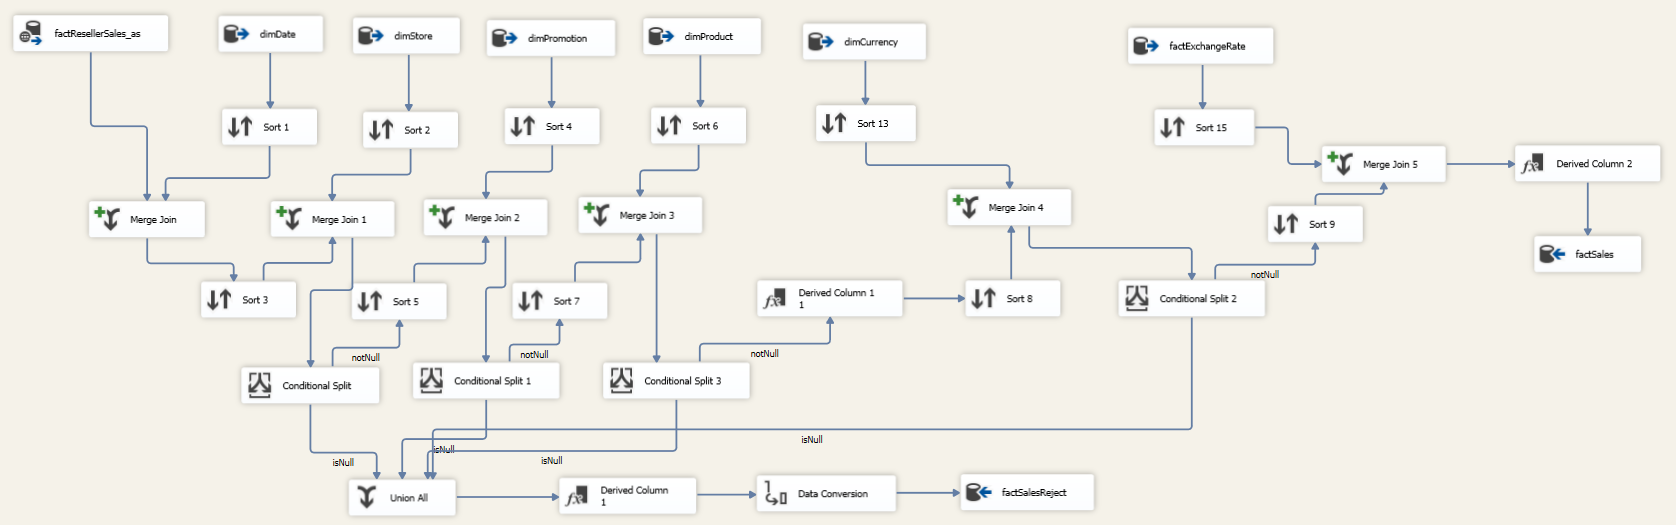 factResellerSales_as
dimDate
dimStore
dimPromotion
dimProduct
dimCurrency
factExchangeRate
Sort 1
Sort 2
Sort 4
Sort 6
Sort 13
Sort 15
Merge Join 5
Derived Column 2
Merge Join
Merge Join 1
Merge Join 2
Merge Join 3
Merge Join 4
Sort 9
factSales
notNull
Sort 3
Sort 5
Sort 7
Derived Column 1
1
Sort 8
Conditional Split 2
notNull
notNull
notNull
Conditional Split
Conditional Split 1
Conditional Split 3
isNull
isNull
isNull
isNull
Union All
Derived Column
1
Data Conversion
factSalesReject